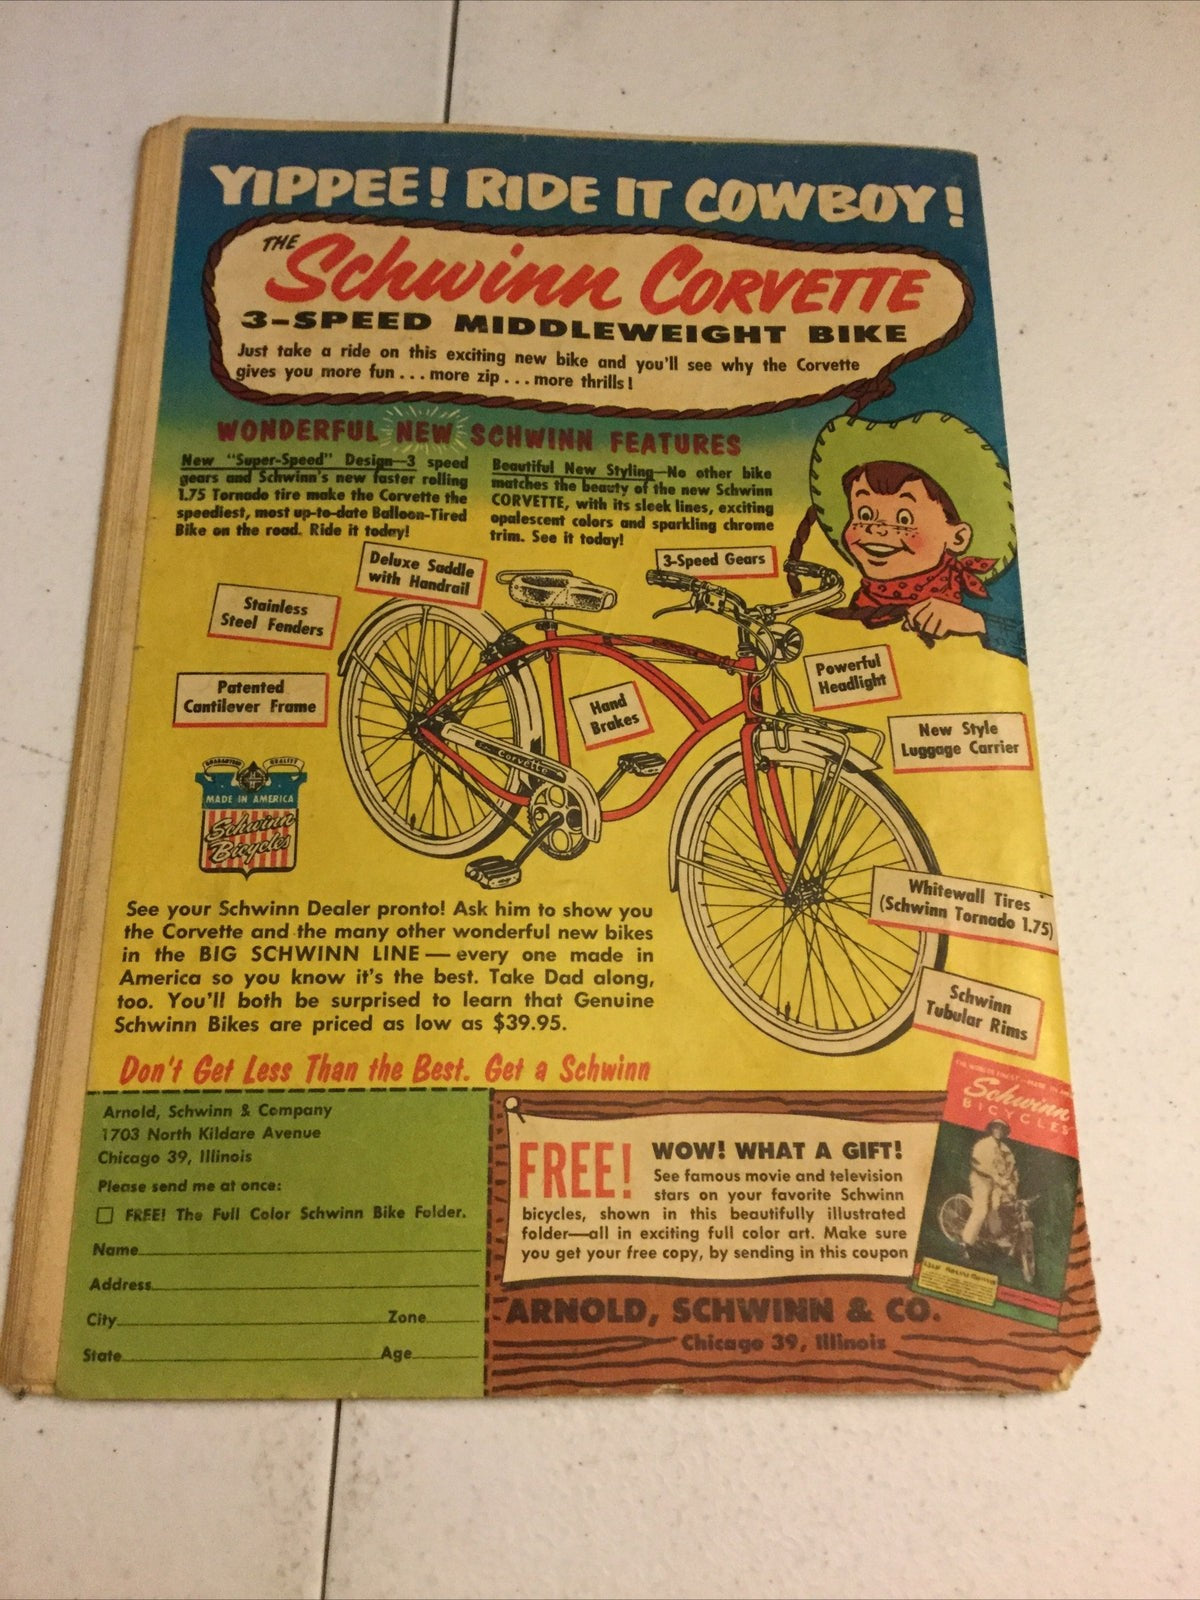 YIPPEE! RIDE IT COWBOY!
THE
Schwinn CORVETTE
3-SPEED MIDDLEWEIGHT BIKE
Just take a ride on this exciting new bike and you'll see why the Corvette
gives you more fun...more zip...more thrills!
WONDERFUL NEW SCHWINN FEATURES
New "Super-Speed" Design—3 speed
gears and Schwinn's new faster rolling
1.75 Tornado tire make the Corvette the
speediest, most up-to-date Balloon-Tired
Bike on the road. Ride it today!
Beautiful New Styling—No other bike
matches the beauty of the new Schwinn
CORVETTE, with its sleek lines, exciting
opalescent colors and sparkling chrome
trim. See it today!
Deluxe Saddle
with Handrail
3-Speed Gears
Stainless
Steel Fenders
Patented
Cantilever Frame
Hand
Brakes
Powerful
Headlight
New Style
Luggage Carrier
The Corvette
GUARANTEED QUALITY
MADE IN AMERICA
Schwinn
Bicycles
Whitewall Tires
(Schwinn Tornado 1.75)
Schwinn
Tubular Rims
See your Schwinn Dealer pronto! Ask him to show you
the Corvette and the many other wonderful new bikes
in the BIG SCHWINN LINE—every one made in
America so you know it's the best. Take Dad along,
too. You'll both be surprised to learn that Genuine
Schwinn Bikes are priced as low as $39.95.
Don't Get Less Than the Best. Get a Schwinn
Arnold, Schwinn & Company
1703 North Kildare Avenue
Chicago 39, Illinois
Please send me at once:
FREE! The Full Color Schwinn Bike Folder.
Name
Address
City Zone
State Age
FREE!
WOW! WHAT A GIFT!
See famous movie and television
stars on your favorite Schwinn
bicycles, shown in this beautifully illustrated
folder—all in exciting full color art. Make sure
you get your free copy, by sending in this coupon
Schwinn
BICYCLES
ARNOLD, SCHWINN & CO.
Chicago 39, Illinois